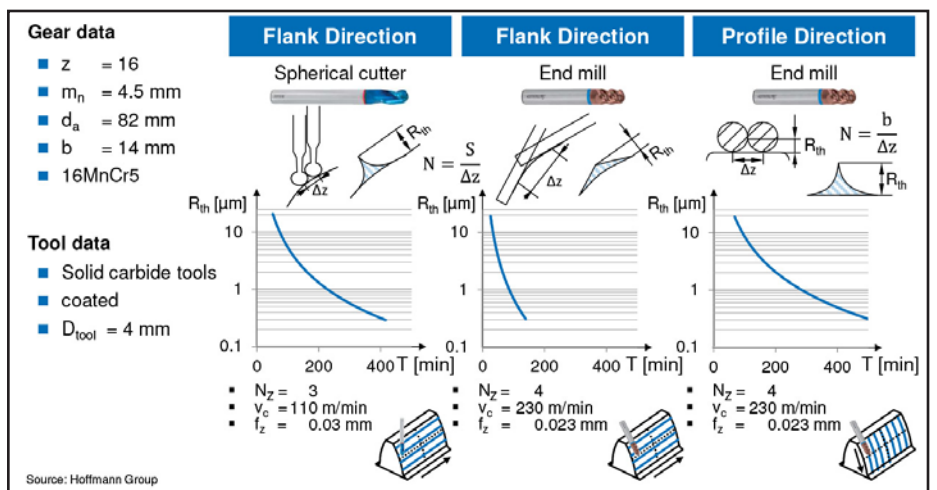 Gear data
z = 16
mn = 4.5 mm
da = 82 mm
b = 14 mm
16MnCr5
Tool data
Solid carbide tools
coated
Dtool = 4 mm
Source: Hoffmann Group
Flank Direction
Spherical cutter
Rth
Δz
N = S/Δz
Rth [µm]
10
1
0.1
0 200 400 T [min]
NZ = 3
vc = 110 m/min
fz = 0.03 mm
Flank Direction
End mill
Δz
Rth
Rth [µm]
10
1
0.1
0 200 400 T [min]
NZ = 4
vc = 230 m/min
fz = 0.023 mm
Profile Direction
End mill
Rth
Δz
N = b/Δz
Rth
Rth [µm]
10
1
0.1
0 200 400 T [min]
NZ = 4
vc = 230 m/min
fz = 0.023 mm